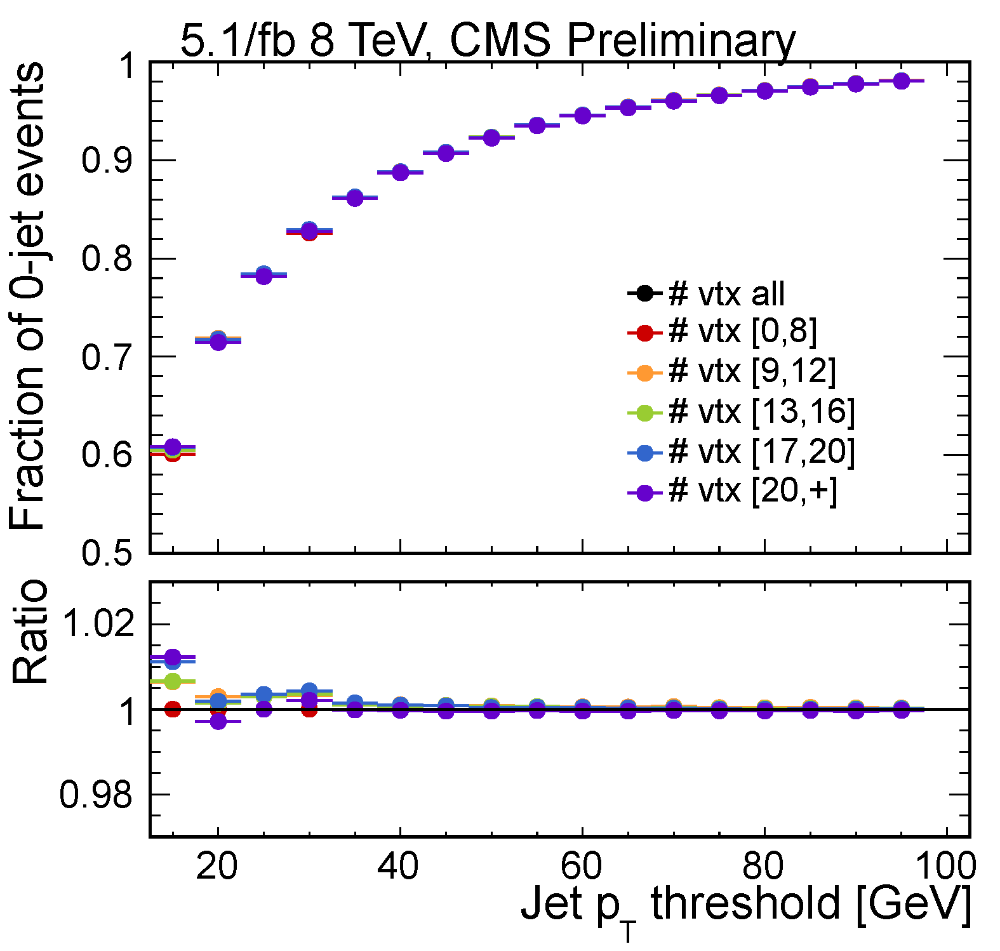 5.1/fb 8 TeV, CMS Preliminary
Fraction of 0-jet events
1
0.9
0.8
0.7
0.6
0.5
# vtx all
# vtx [0,8]
# vtx [9,12]
# vtx [13,16]
# vtx [17,20]
# vtx [20,+]
Ratio
1.02
1
0.98
20 40 60 80 100
Jet pT threshold [GeV]